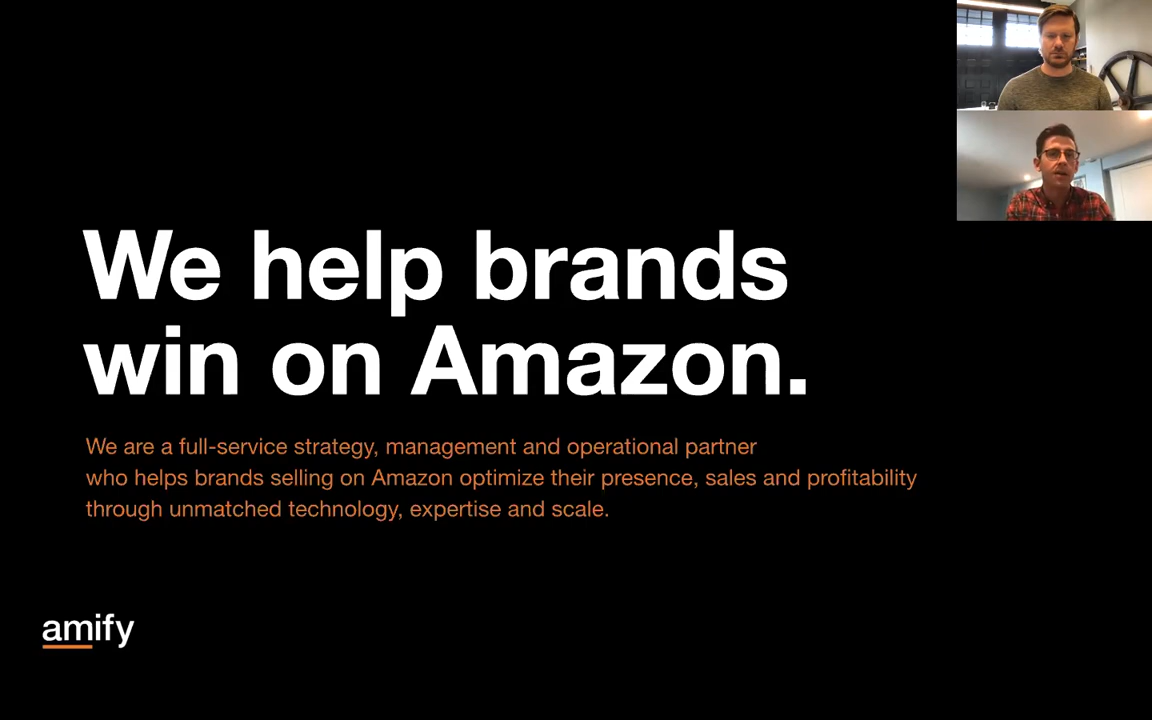 We help brands
win on Amazon.
We are a full-service strategy, management and operational partner
who helps brands selling on Amazon optimize their presence, sales and profitability
through unmatched technology, expertise and scale.
amify